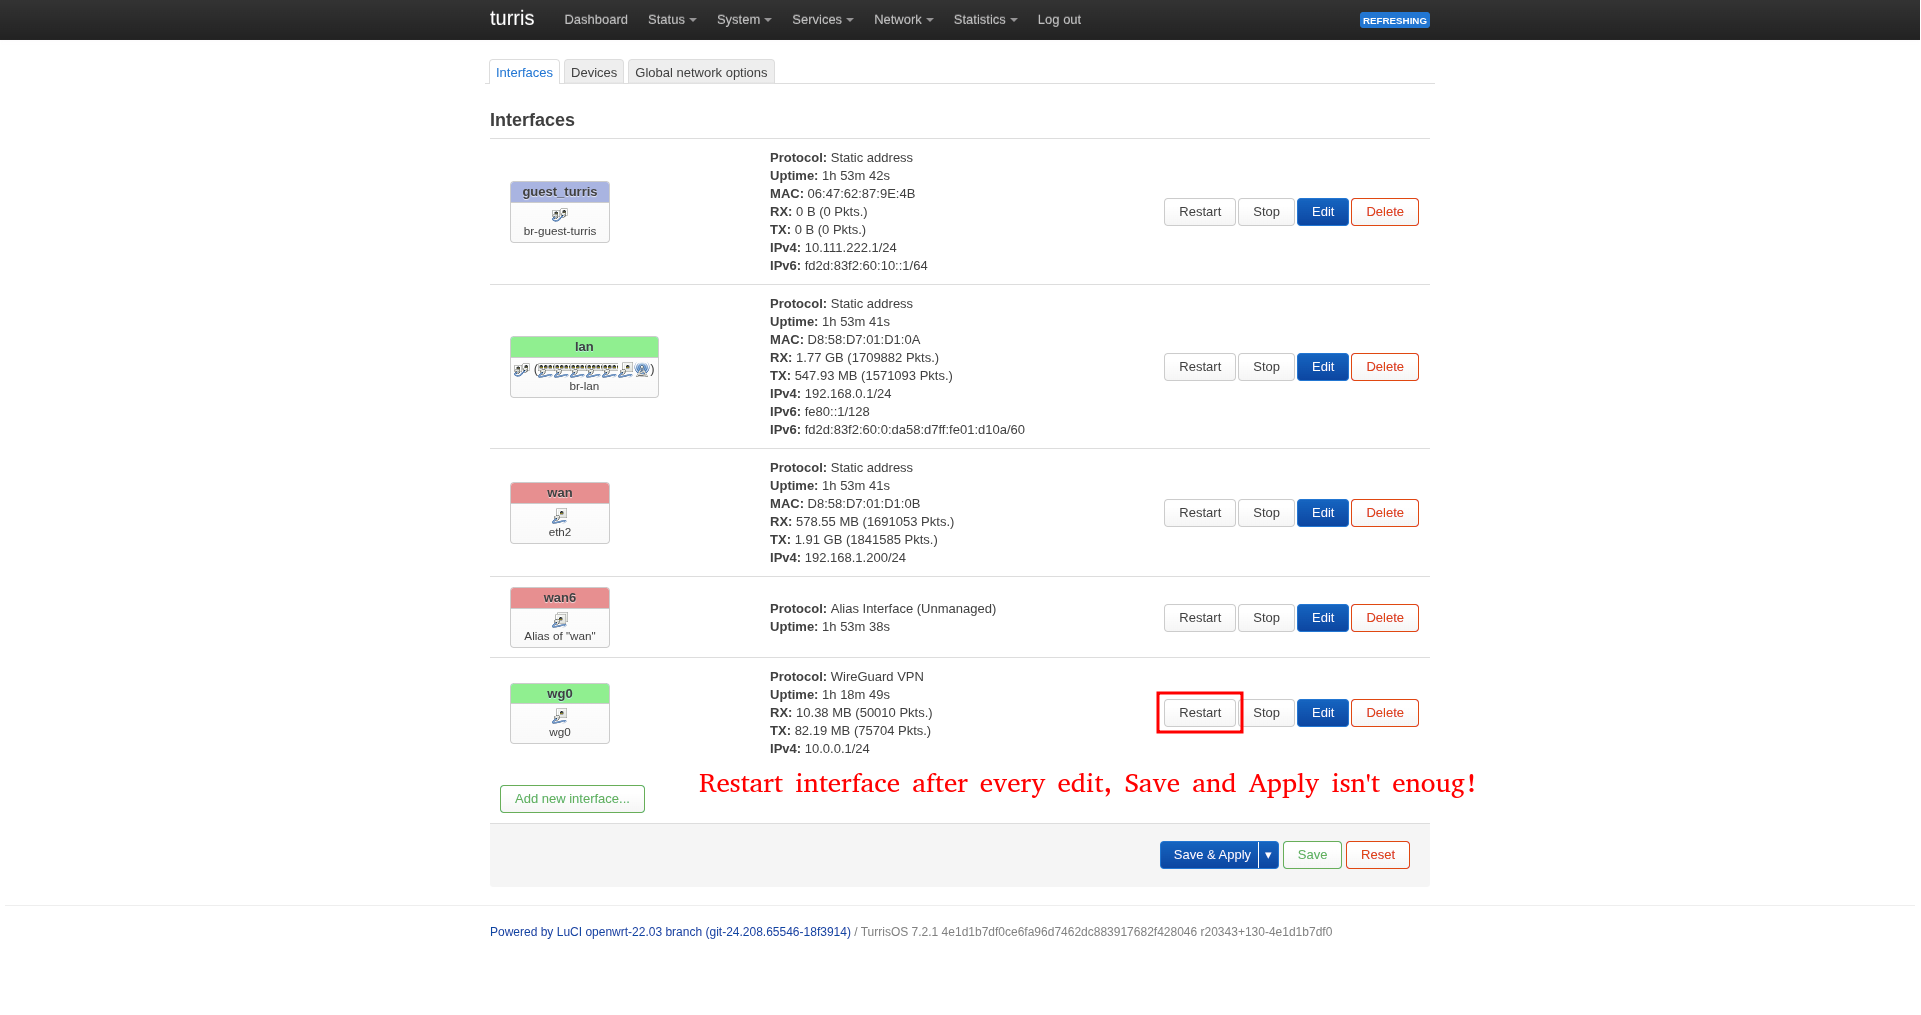 turris Dashboard Status System Services Network Statistics Log out REFRESHING
Interfaces Devices Global network options
Interfaces
guest_turris
br-guest-turris
Protocol: Static address
Uptime: 1h 53m 42s
MAC: 06:47:62:87:9E:4B
RX: 0 B (0 Pkts.)
TX: 0 B (0 Pkts.)
IPv4: 10.111.222.1/24
IPv6: fd2d:83f2:60:10::1/64
Restart Stop Edit Delete
lan
( )
br-lan
Protocol: Static address
Uptime: 1h 53m 41s
MAC: D8:58:D7:01:D1:0A
RX: 1.77 GB (1709882 Pkts.)
TX: 547.93 MB (1571093 Pkts.)
IPv4: 192.168.0.1/24
IPv6: fe80::1/128
IPv6: fd2d:83f2:60:0:da58:d7ff:fe01:d10a/60
Restart Stop Edit Delete
wan
eth2
Protocol: Static address
Uptime: 1h 53m 41s
MAC: D8:58:D7:01:D1:0B
RX: 578.55 MB (1691053 Pkts.)
TX: 1.91 GB (1841585 Pkts.)
IPv4: 192.168.1.200/24
Restart Stop Edit Delete
wan6
Alias of "wan"
Protocol: Alias Interface (Unmanaged)
Uptime: 1h 53m 38s
Restart Stop Edit Delete
wg0
wg0
Protocol: WireGuard VPN
Uptime: 1h 18m 49s
RX: 10.38 MB (50010 Pkts.)
TX: 82.19 MB (75704 Pkts.)
IPv4: 10.0.0.1/24
Restart Stop Edit Delete
Restart interface after every edit, Save and Apply isn't enoug!
Add new interface...
Save & Apply ▾ Save Reset
Powered by LuCI openwrt-22.03 branch (git-24.208.65546-18f3914) / TurrisOS 7.2.1 4e1d1b7df0ce6fa96d7462dc883917682f428046 r20343+130-4e1d1b7df0